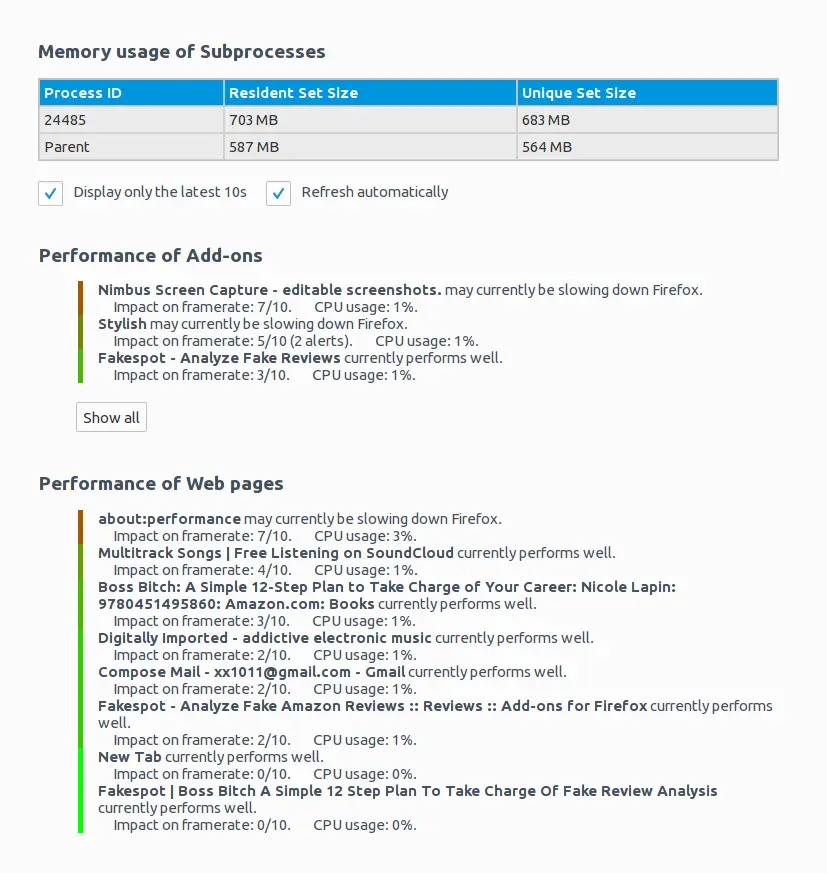 Memory usage of Subprocesses
Process ID Resident Set Size Unique Set Size
24485 703 MB 683 MB
Parent 587 MB 564 MB
Display only the latest 10s Refresh automatically
Performance of Add-ons
Nimbus Screen Capture - editable screenshots. may currently be slowing down Firefox.
Impact on framerate: 7/10. CPU usage: 1%.
Stylish may currently be slowing down Firefox.
Impact on framerate: 5/10 (2 alerts). CPU usage: 1%.
Fakespot - Analyze Fake Reviews currently performs well.
Impact on framerate: 3/10. CPU usage: 1%.
Show all
Performance of Web pages
about:performance may currently be slowing down Firefox.
Impact on framerate: 7/10. CPU usage: 3%.
Multitrack Songs | Free Listening on SoundCloud currently performs well.
Impact on framerate: 4/10. CPU usage: 1%.
Boss Bitch: A Simple 12-Step Plan to Take Charge of Your Career: Nicole Lapin:
9780451495860: Amazon.com: Books currently performs well.
Impact on framerate: 3/10. CPU usage: 1%.
Digitally Imported - addictive electronic music currently performs well.
Impact on framerate: 2/10. CPU usage: 1%.
Compose Mail - xx1011@gmail.com - Gmail currently performs well.
Impact on framerate: 2/10. CPU usage: 1%.
Fakespot - Analyze Fake Amazon Reviews :: Reviews :: Add-ons for Firefox currently performs
well.
Impact on framerate: 2/10. CPU usage: 1%.
New Tab currently performs well.
Impact on framerate: 0/10. CPU usage: 0%.
Fakespot | Boss Bitch A Simple 12 Step Plan To Take Charge Of Fake Review Analysis
currently performs well.
Impact on framerate: 0/10. CPU usage: 0%.